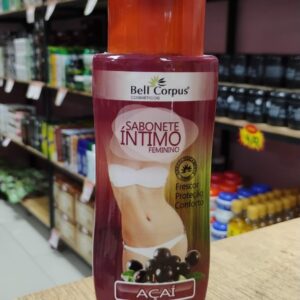 Bell Corpus®
COSMÉTICOS
SABONETE
ÍNTIMO
FEMININO
Frescor
Proteção
Conforto
AÇAÍ